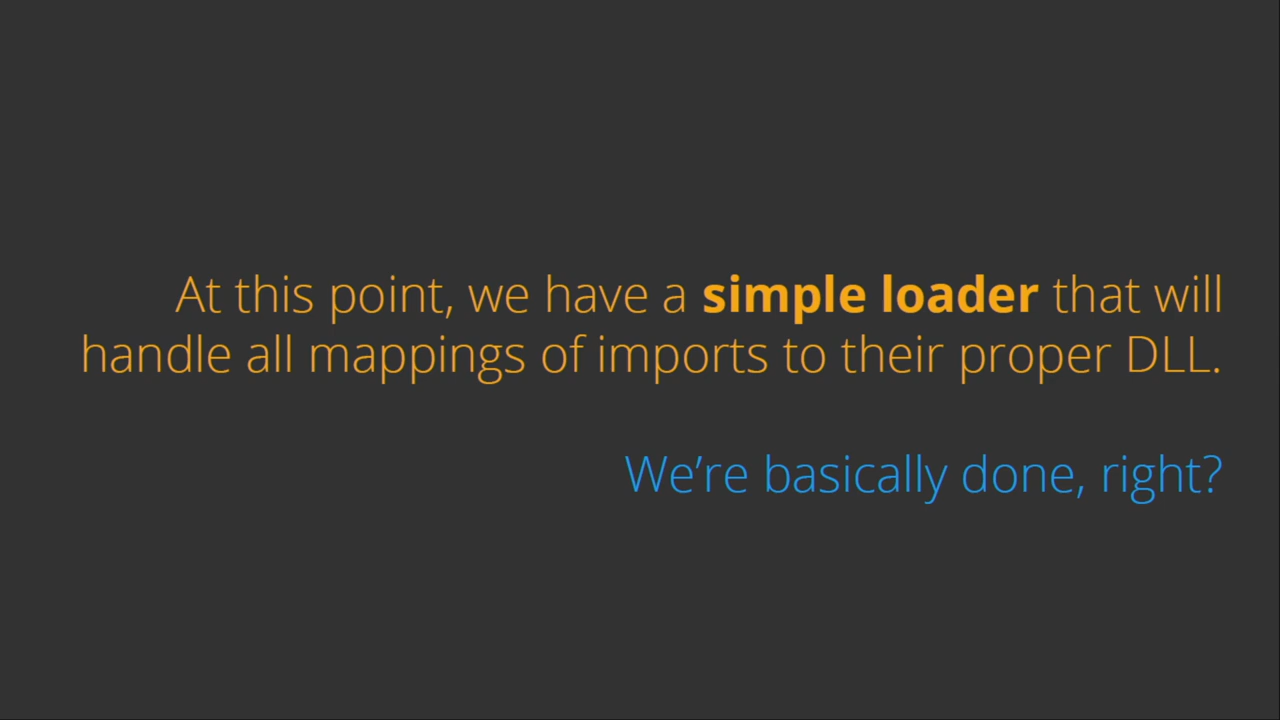 At this point, we have a simple loader that will
handle all mappings of imports to their proper DLL.
We’re basically done, right?